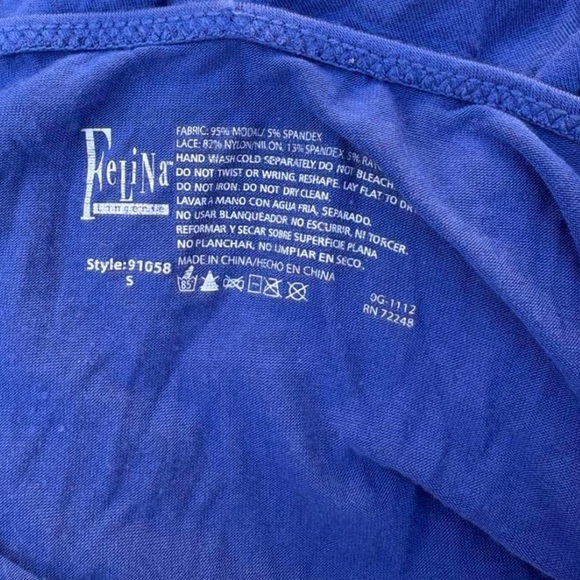 FELINA
Lingerie
Style:91058
S
FABRIC: 95% MODAL/ 5% SPANDEX
LACE: 82% NYLON/NILON, 13% SPANDEX, 5%
HAND WASH COLD SEPARATELY. DO NOT BLEACH.
DO NOT TWIST OR WRING. RESHAPE, LAY FLAT TO
DO NOT IRON. DO NOT DRY CLEAN.
LAVAR A MANO CON AGUA FRIA, SEPARADO.
NO USAR BLANQUEADOR NO ESCURRIR, NI TORCER.
REFORMAR Y SECAR SOBRE SUPERFICIE PLANA
NO PLANCHAR, NO LIMPIAR EN SECO.
MADE IN CHINA/HECHO EN CHINA
85
0G-1112
RN 72248